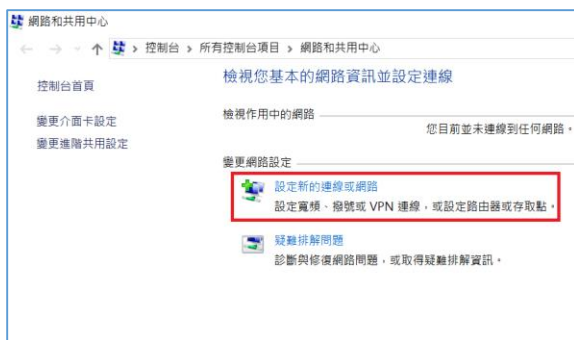 網路和共用中心
控制台 > 所有控制台項目 > 網路和共用中心
控制台首頁
變更介面卡設定
變更進階共用設定
檢視您基本的網路資訊並設定連線
檢視作用中的網路
您目前並未連線到任何網路。
變更網路設定
設定新的連線或網路
設定寬頻、撥號或 VPN 連線，或設定路由器或存取點。
疑難排解問題
診斷與修復網路問題，或取得疑難排解資訊。